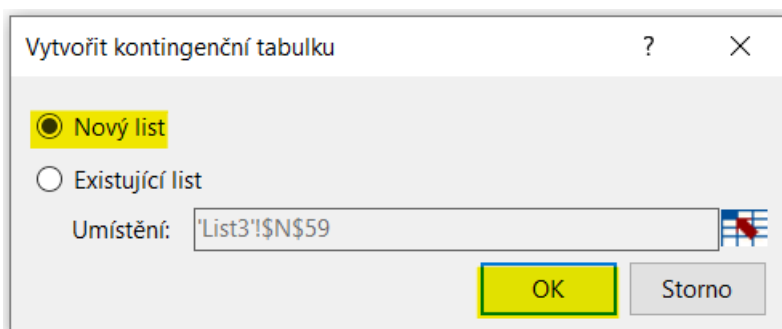 Vytvořit kontingenční tabulku ?
Nový list
Existující list
Umístění: 'List3'!$N$59
OK Storno